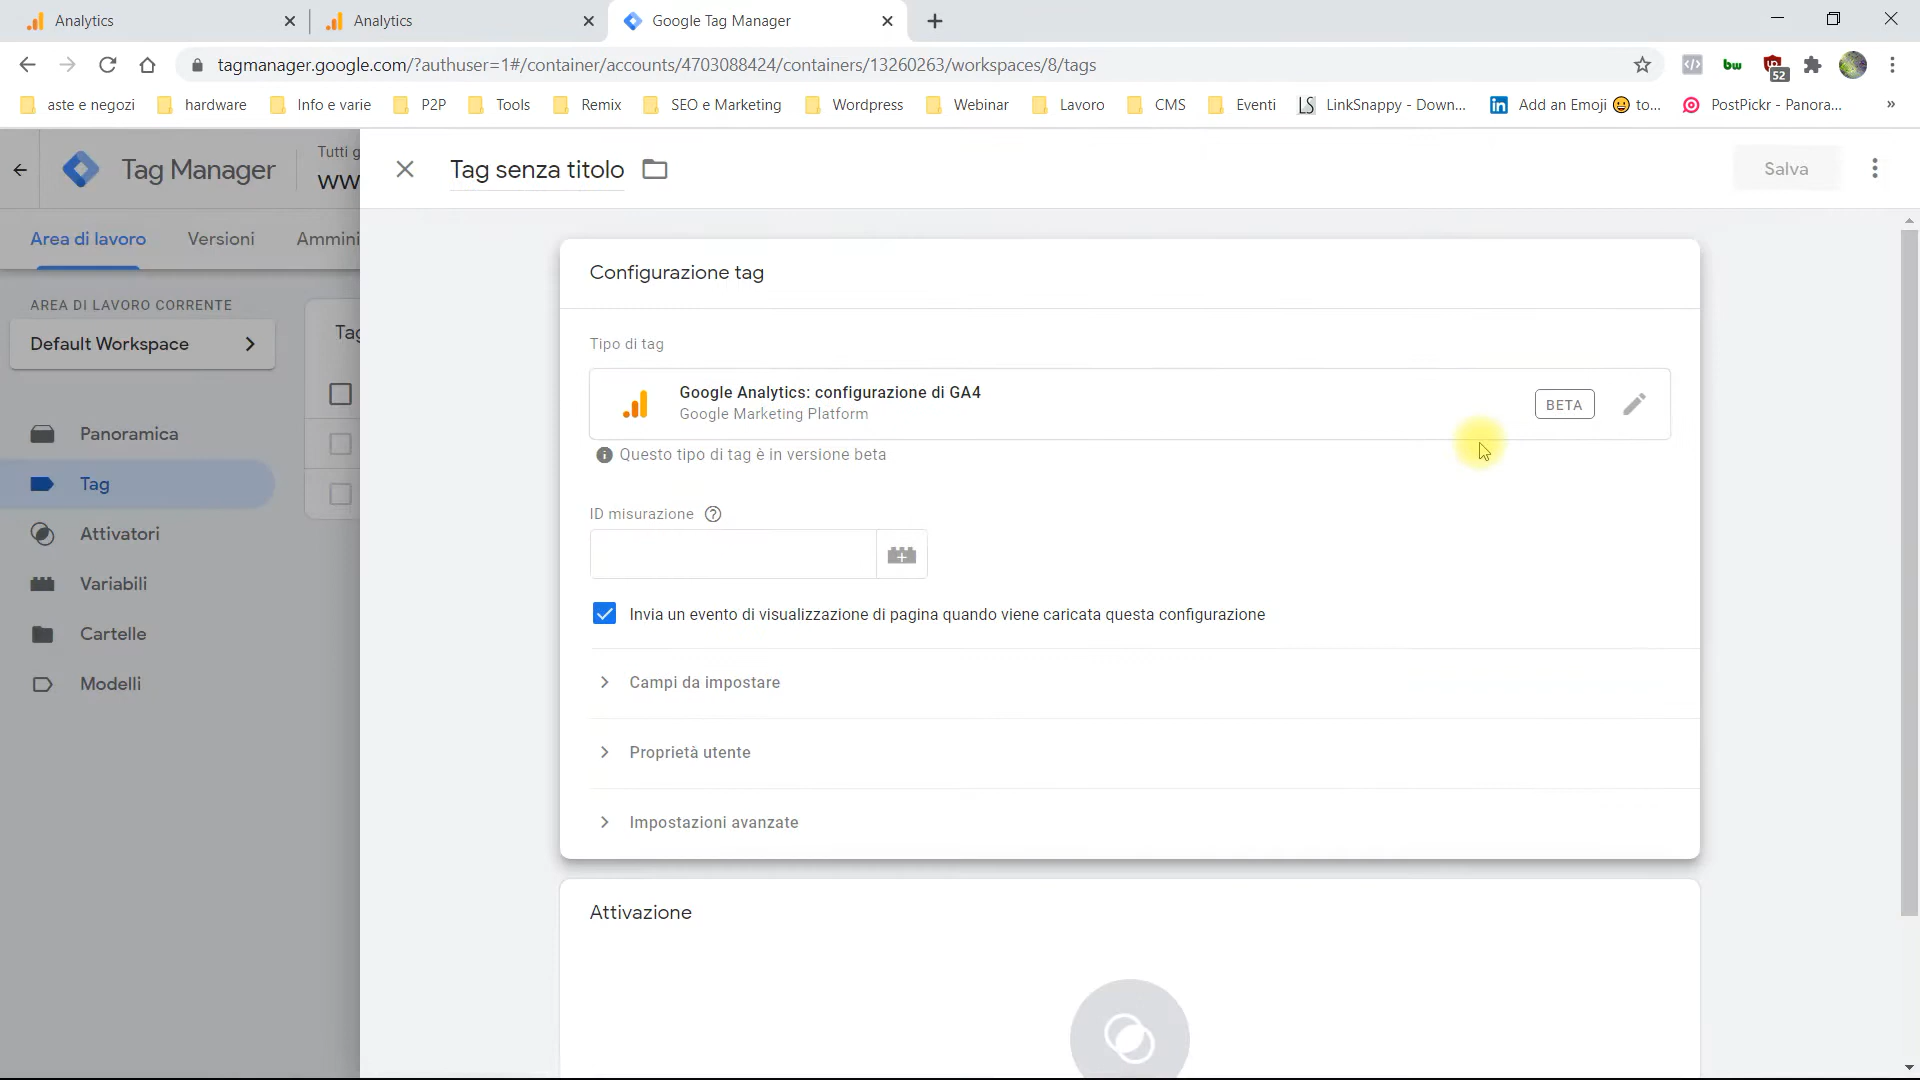 Analytics
Analytics
Google Tag Manager
tagmanager.google.com/?authuser=1#/container/accounts/4703088424/containers/13260263/workspaces/8/tags
52
aste e negozi
hardware
Info e varie
P2P
Tools
Remix
SEO e Marketing
Wordpress
Webinar
Lavoro
CMS
Eventi
LinkSnappy - Down...
Add an Emoji 😀 to...
PostPickr - Panora...
»
Tag Manager
Tutti g
ww
Tag senza titolo
Salva
Area di lavoro
Versioni
Ammini
AREA DI LAVORO CORRENTE
Default Workspace
Tag
Panoramica
Tag
Attivatori
Variabili
Cartelle
Modelli
Configurazione tag
Tipo di tag
Google Analytics: configurazione di GA4
Google Marketing Platform
BETA
Questo tipo di tag è in versione beta
ID misurazione
Invia un evento di visualizzazione di pagina quando viene caricata questa configurazione
Campi da impostare
Proprietà utente
Impostazioni avanzate
Attivazione